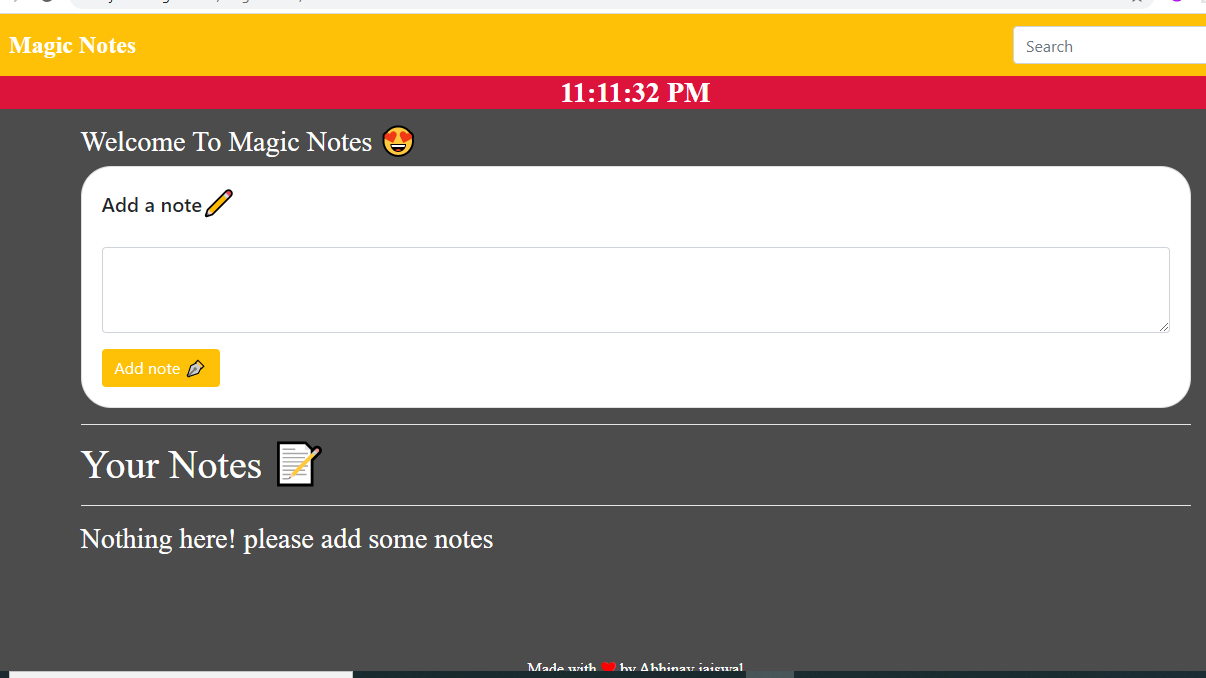 Magic Notes
Search
11:11:32 PM
Welcome To Magic Notes 😍
Add a note✏️
Add note ✒️
Your Notes 📝
Nothing here! please add some notes
Made with ❤️ by Abhinav jaiswal